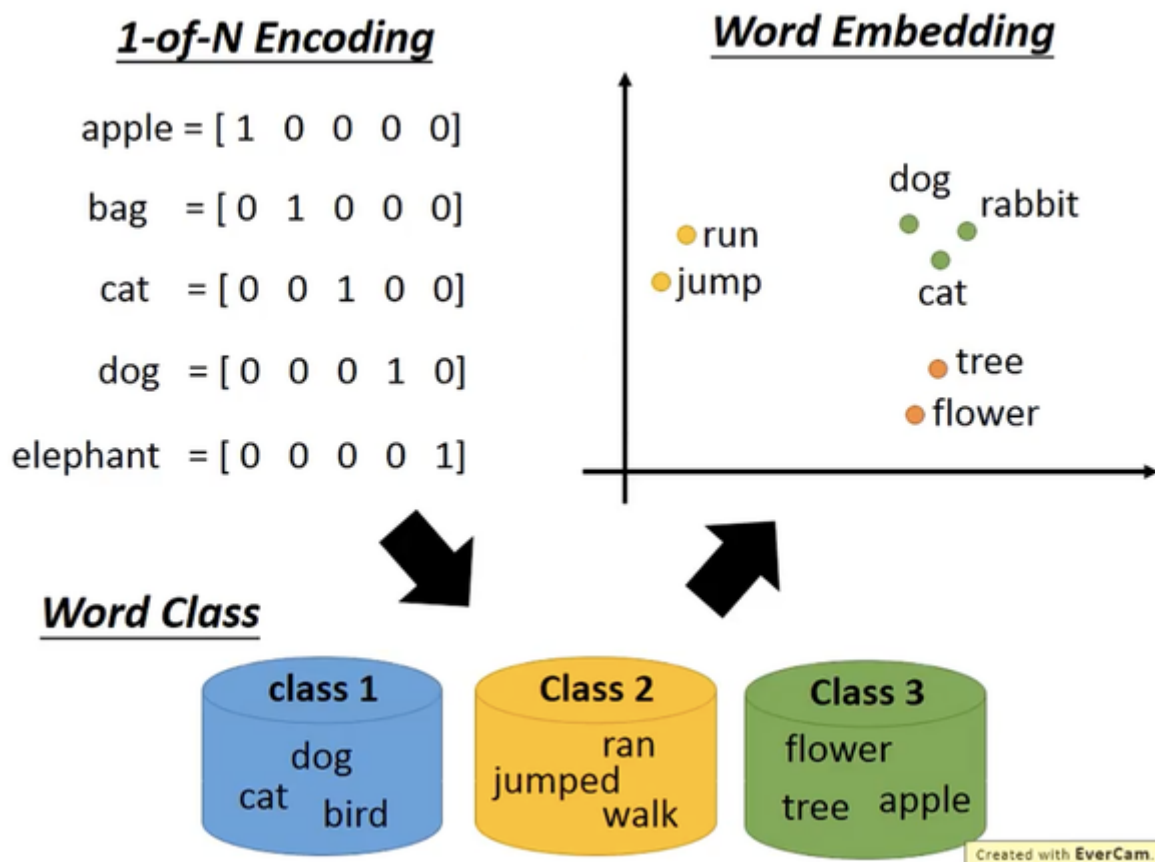 1-of-N Encoding
apple = [ 1 0 0 0 0]
bag = [ 0 1 0 0 0]
cat = [ 0 0 1 0 0]
dog = [ 0 0 0 1 0]
elephant = [ 0 0 0 0 1]
Word Embedding
dog
rabbit
run
jump
cat
tree
flower
Word Class
class 1
dog
cat
bird
Class 2
ran
jumped
walk
Class 3
flower
tree apple
Created with EverCam.